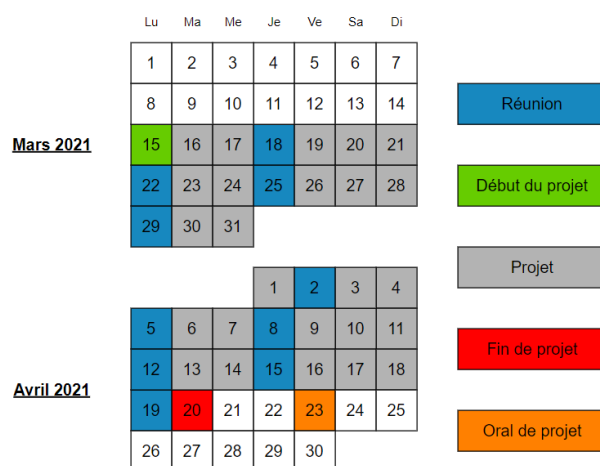 Lu Ma Me Je Ve Sa Di
1 2 3 4 5 6 7
8 9 10 11 12 13 14
Mars 2021
15 16 17 18 19 20 21
22 23 24 25 26 27 28
29 30 31
1 2 3 4
5 6 7 8 9 10 11
12 13 14 15 16 17 18
Avril 2021
19 20 21 22 23 24 25
26 27 28 29 30
Réunion
Début du projet
Projet
Fin de projet
Oral de projet